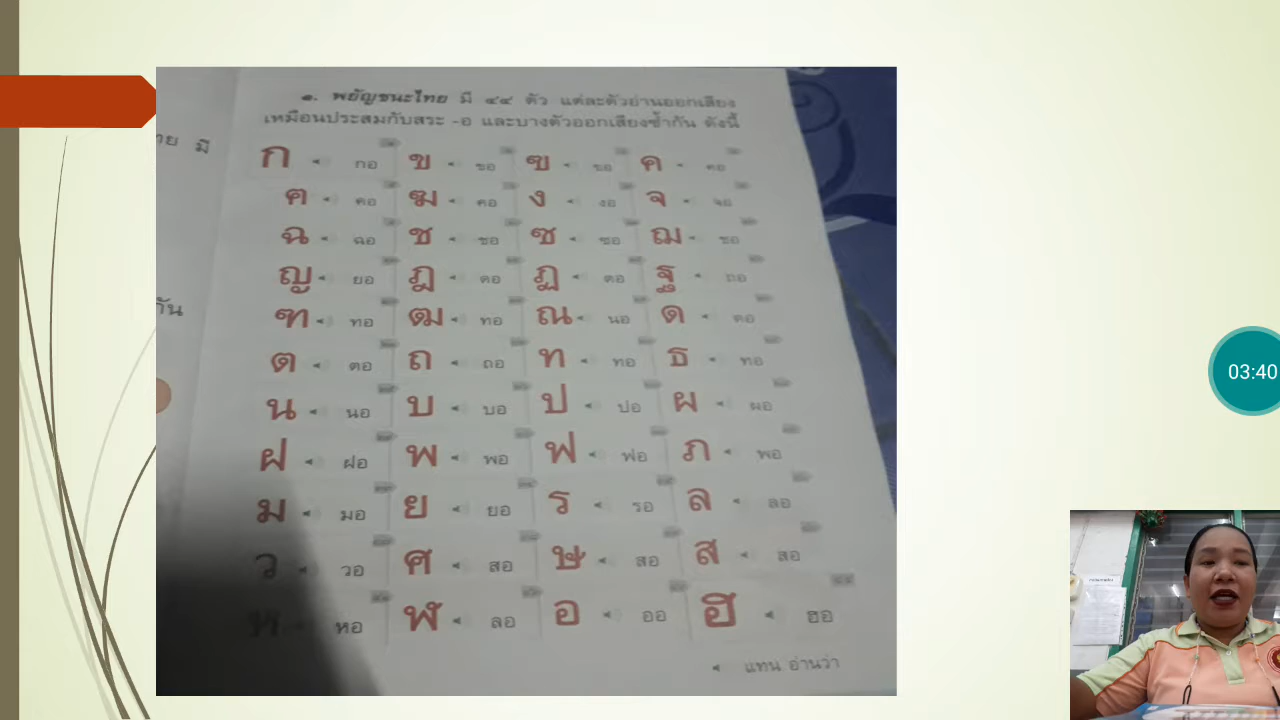 ๑. พยัญชนะไทย มี ๔๔ ตัว แต่ละตัวอ่านออกเสียง
เหมือนประสมกับสระ -อ และบางตัวออกเสียงซ้ำกัน ดังนี้
มี
ก กอ ข ขอ ฃ ขอ ค คอ
ฅ คอ ฆ คอ ง งอ จ จอ
ฉ ฉอ ช ชอ ซ ซอ ฌ ชอ
ญ ยอ ฎ ดอ ฏ ตอ ฐ ถอ
กัน
ฑ ทอ ฒ ทอ ณ นอ ด ดอ
ต ตอ ถ ถอ ท ทอ ธ ทอ
03:40
น นอ บ บอ ป ปอ ผ ผอ
ฝ ฝอ พ พอ ฟ ฟอ ภ พอ
ม มอ ย ยอ ร รอ ล ลอ
ว วอ ศ สอ ษ สอ ส สอ
ห หอ ฬ ลอ อ ออ ฮ ฮอ
แทน อ่านว่า